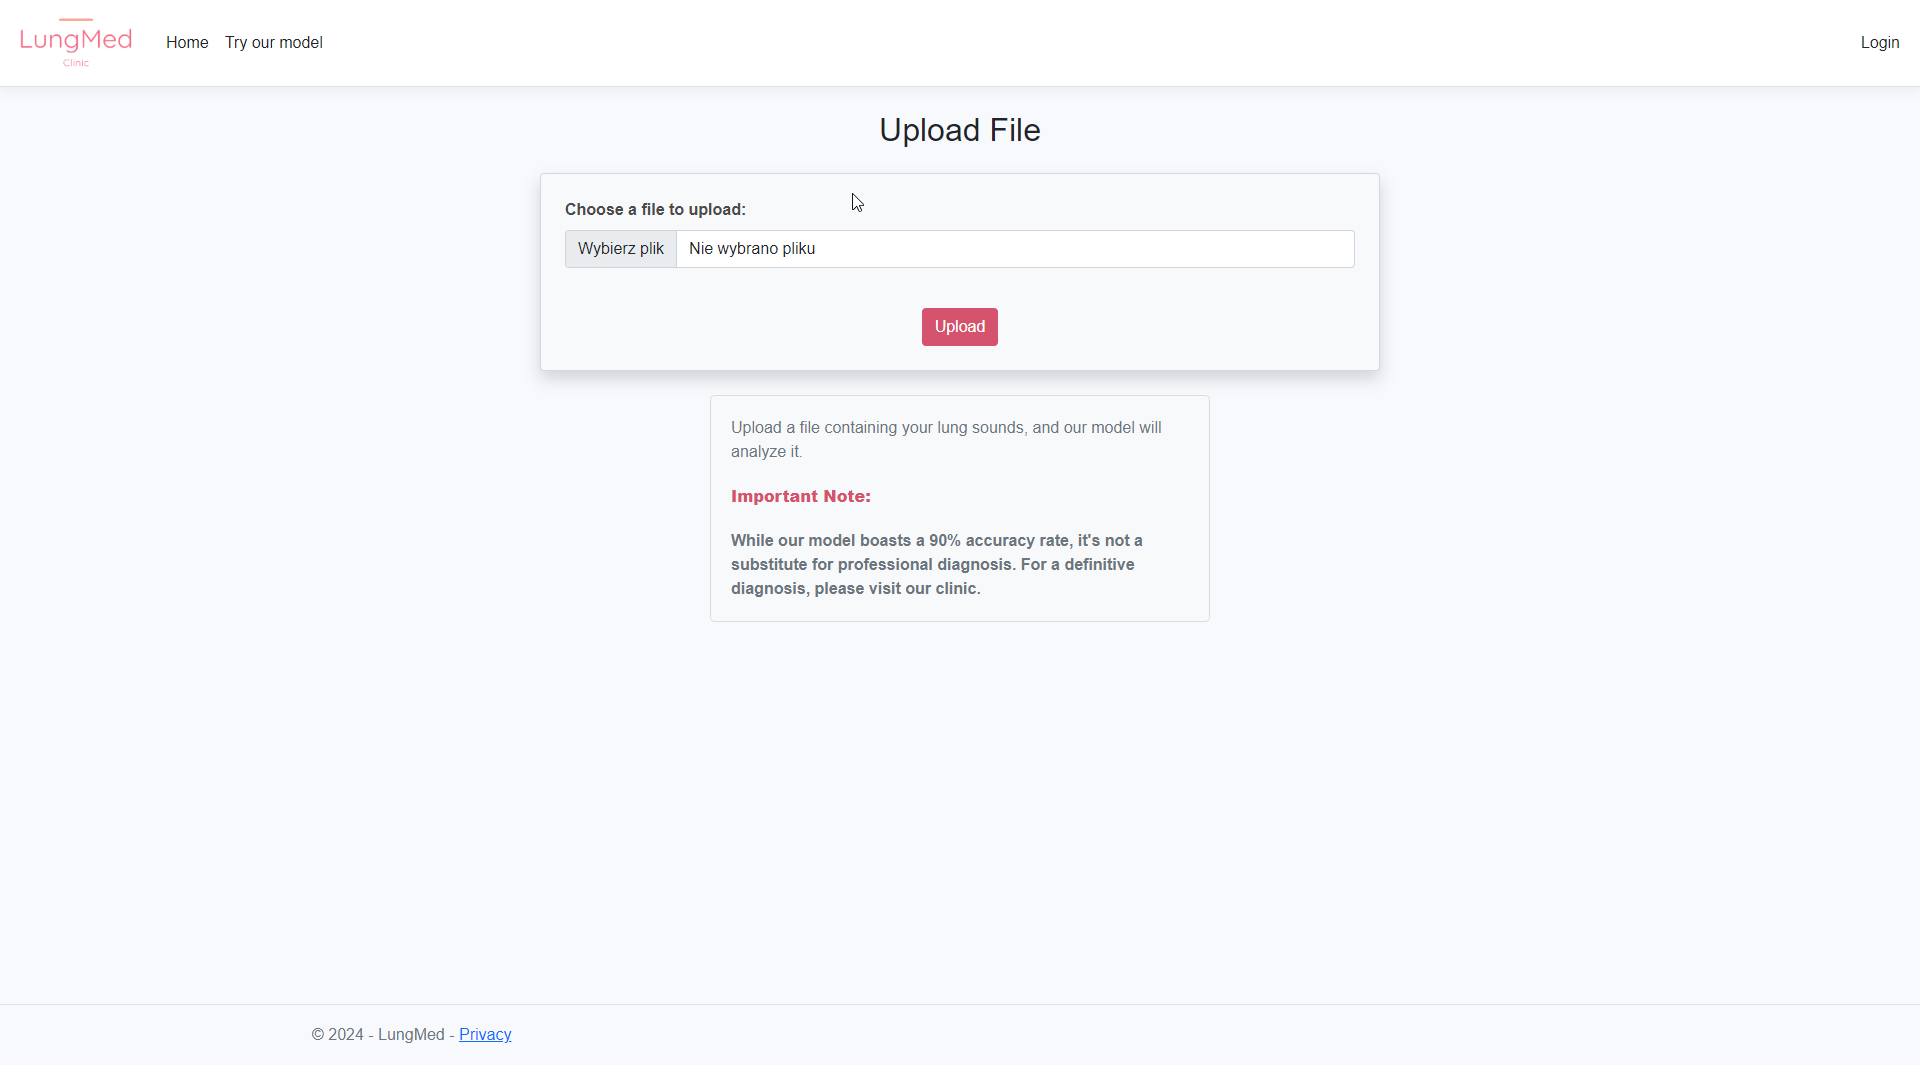 LungMed
Clinic
Home
Try our model
Login
Upload File
Choose a file to upload:
Wybierz plik
Nie wybrano pliku
Upload
Upload a file containing your lung sounds, and our model will
analyze it.
Important Note:
While our model boasts a 90% accuracy rate, it's not a
substitute for professional diagnosis. For a definitive
diagnosis, please visit our clinic.
© 2024 - LungMed - Privacy